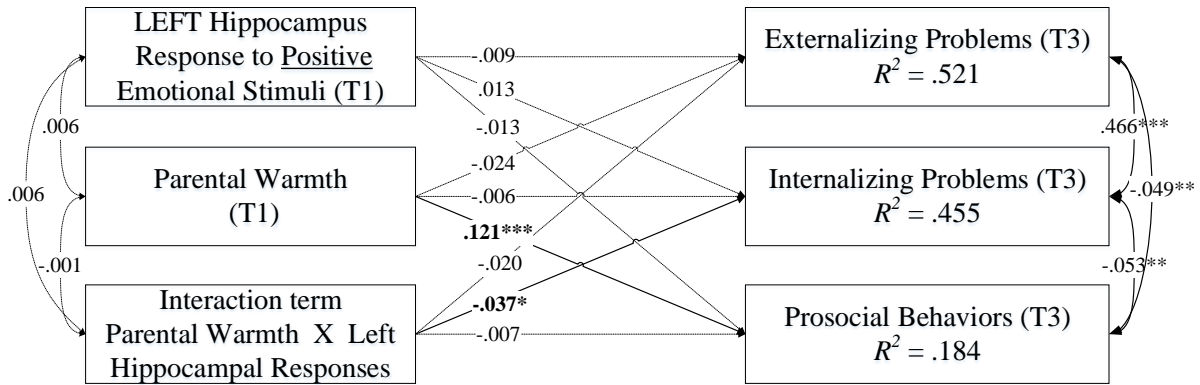 LEFT Hippocampus
Response to Positive
Emotional Stimuli (T1)
Parental Warmth
(T1)
Interaction term
Parental Warmth X Left
Hippocampal Responses
.006
.006
-.001
-.009
.013
-.013
-.024
-.006
.121***
-.020
-.037*
-.007
Externalizing Problems (T3)
R² = .521
Internalizing Problems (T3)
R² = .455
Prosocial Behaviors (T3)
R² = .184
.466***
-.049**
-.053**